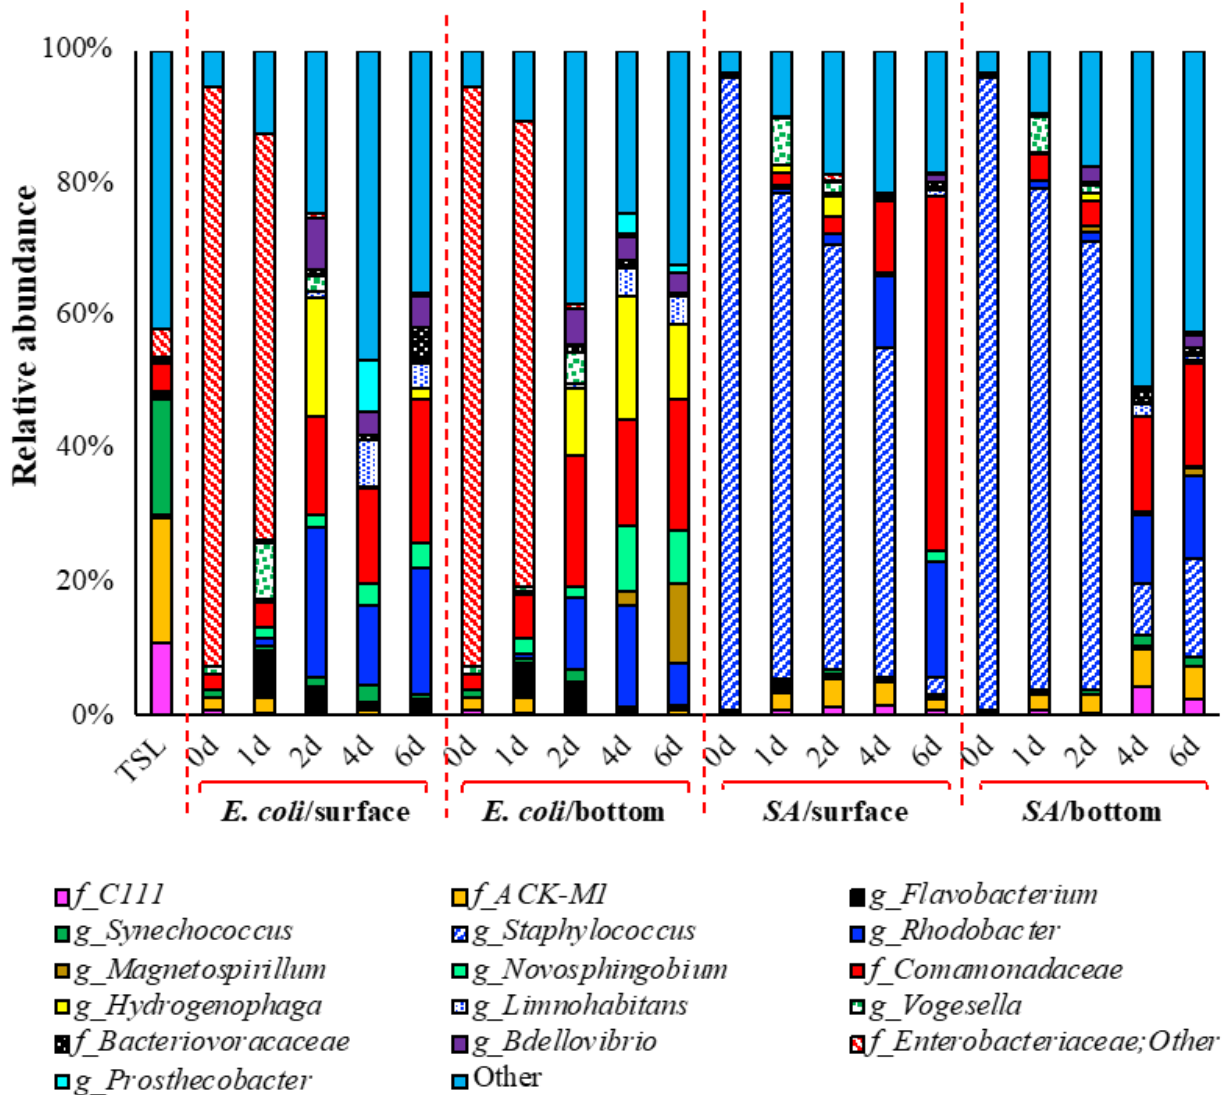 100%
80%
60%
40%
20%
0%
Relative abundance
TSL 0d 1d 2d 4d 6d 0d 1d 2d 4d 6d 0d 1d 2d 4d 6d 0d 1d 2d 4d 6d
E. coli/surface E. coli/bottom SA/surface SA/bottom
f_C111 f_ACK-M1 g_Flavobacterium
g_Synechococcus g_Staphylococcus g_Rhodobacter
g_Magnetospirillum g_Novosphingobium f_Comamonadaceae
g_Hydrogenophaga g_Limnohabitans g_Vogesella
f_Bacteriovoracaceae g_Bdellovibrio f_Enterobacteriaceae;Other
g_Prosthecobacter Other